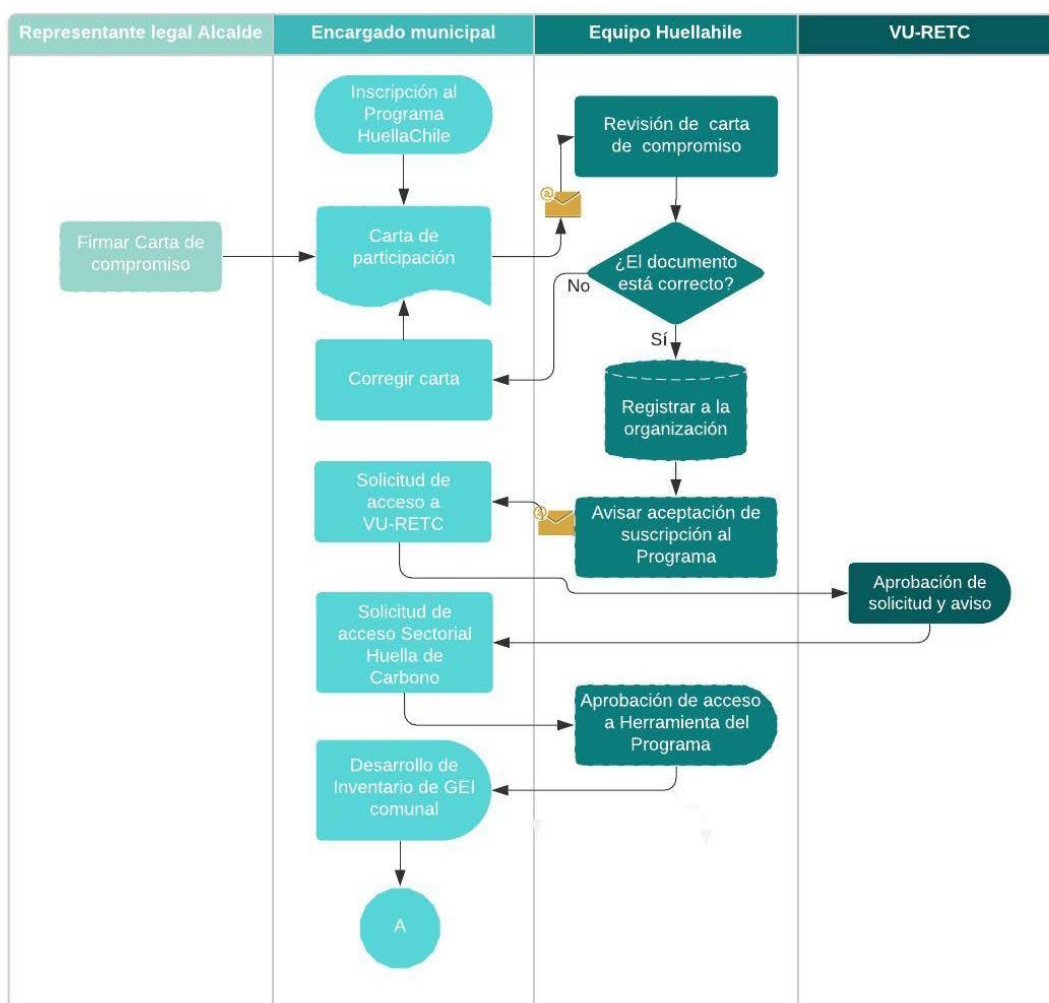 Representante legal Alcalde
Encargado municipal
Equipo Huellahile
VU-RETC
Inscripción al
Programa
HuellaChile
Revisión de carta
de compromiso
Firmar Carta de
compromiso
Carta de
participación
¿El documento
está correcto?
No
Sí
Corregir carta
Registrar a la
organización
Solicitud de
acceso a
VU-RETC
Avisar aceptación de
suscripción al
Programa
Aprobación de
solicitud y aviso
Solicitud de
acceso Sectorial
Huella de
Carbono
Aprobación de acceso
a Herramienta del
Programa
Desarrollo de
Inventario de GEI
comunal
A